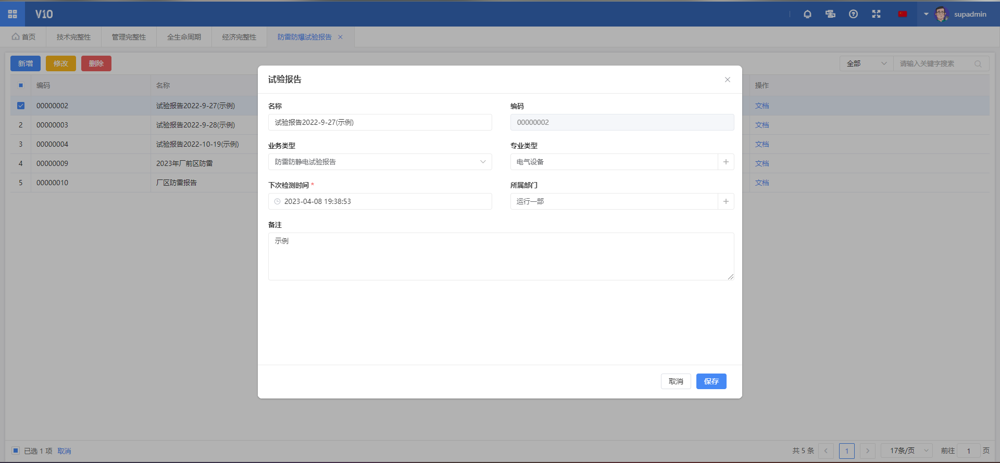 V10
supadmin
首页 技术完整性 管理完整性 全生命周期 经济完整性 防雷防爆试验报告
新增 修改 删除
全部 请输入关键字搜索
编码 名称 操作
00000002 试验报告2022-9-27(示例) 文档
2 00000003 试验报告2022-9-28(示例) 文档
3 00000004 试验报告2022-10-19(示例) 文档
4 00000009 2023年厂前区防雷 文档
5 00000010 厂区防雷报告 文档
试验报告
名称 编码
试验报告2022-9-27(示例) 00000002
业务类型 专业类型
防雷防静电试验报告 电气设备
下次检测时间 * 所属部门
2023-04-08 19:38:53 运行一部
备注
示例
取消 保存
已选 1 项 取消
共 5 条 1 17条/页 前往 1 页